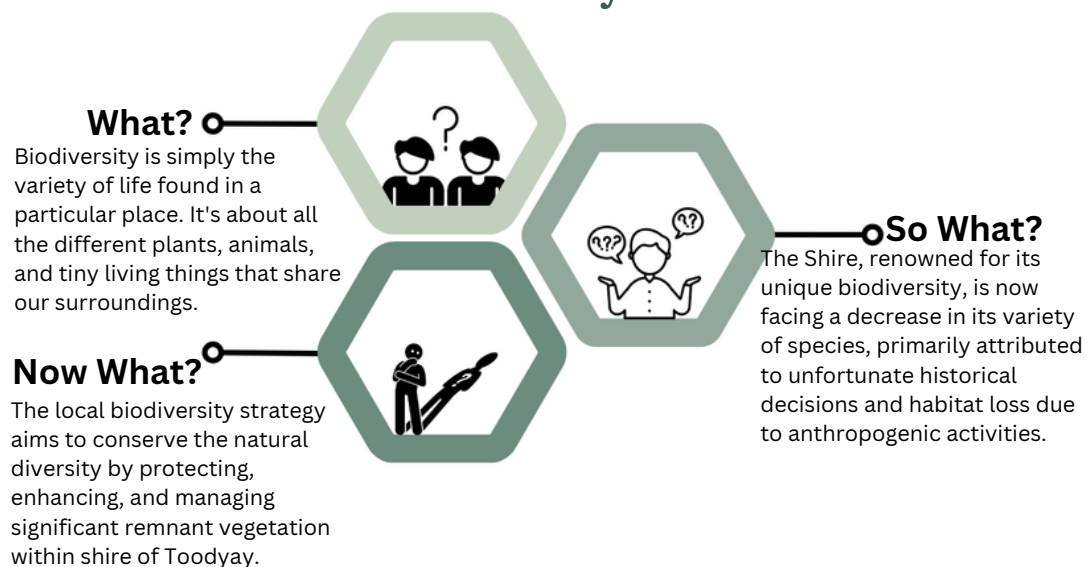 What?
Biodiversity is simply the
variety of life found in a
particular place. It's about all
the different plants, animals,
and tiny living things that share
our surroundings.
?
??? ??
So What?
The Shire, renowned for its
unique biodiversity, is now
facing a decrease in its variety
of species, primarily attributed
to unfortunate historical
decisions and habitat loss due
to anthropogenic activities.
Now What?
The local biodiversity strategy
aims to conserve the natural
diversity by protecting,
enhancing, and managing
significant remnant vegetation
within shire of Toodyay.